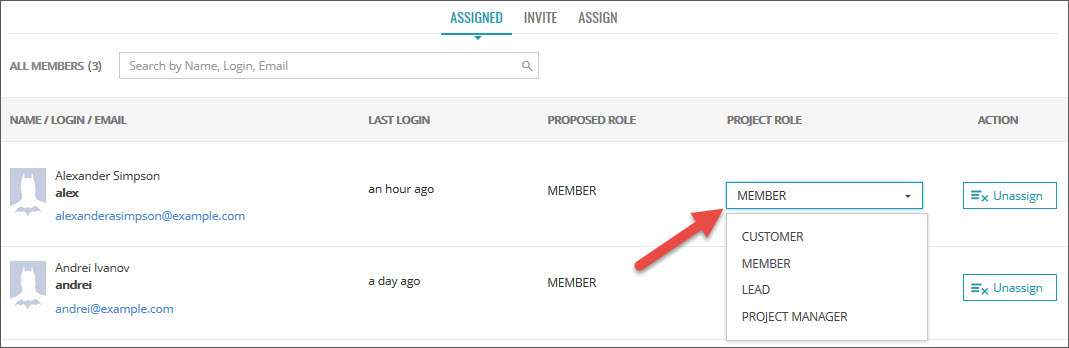 ASSIGNED INVITE ASSIGN
ALL MEMBERS (3) Search by Name, Login, Email
NAME / LOGIN / EMAIL LAST LOGIN PROPOSED ROLE PROJECT ROLE ACTION
Alexander Simpson
alex
alexanderasimpson@example.com
an hour ago
MEMBER
MEMBER
Unassign
CUSTOMER
MEMBER
LEAD
PROJECT MANAGER
Andrei Ivanov
andrei
andrei@example.com
a day ago
MEMBER
Unassign